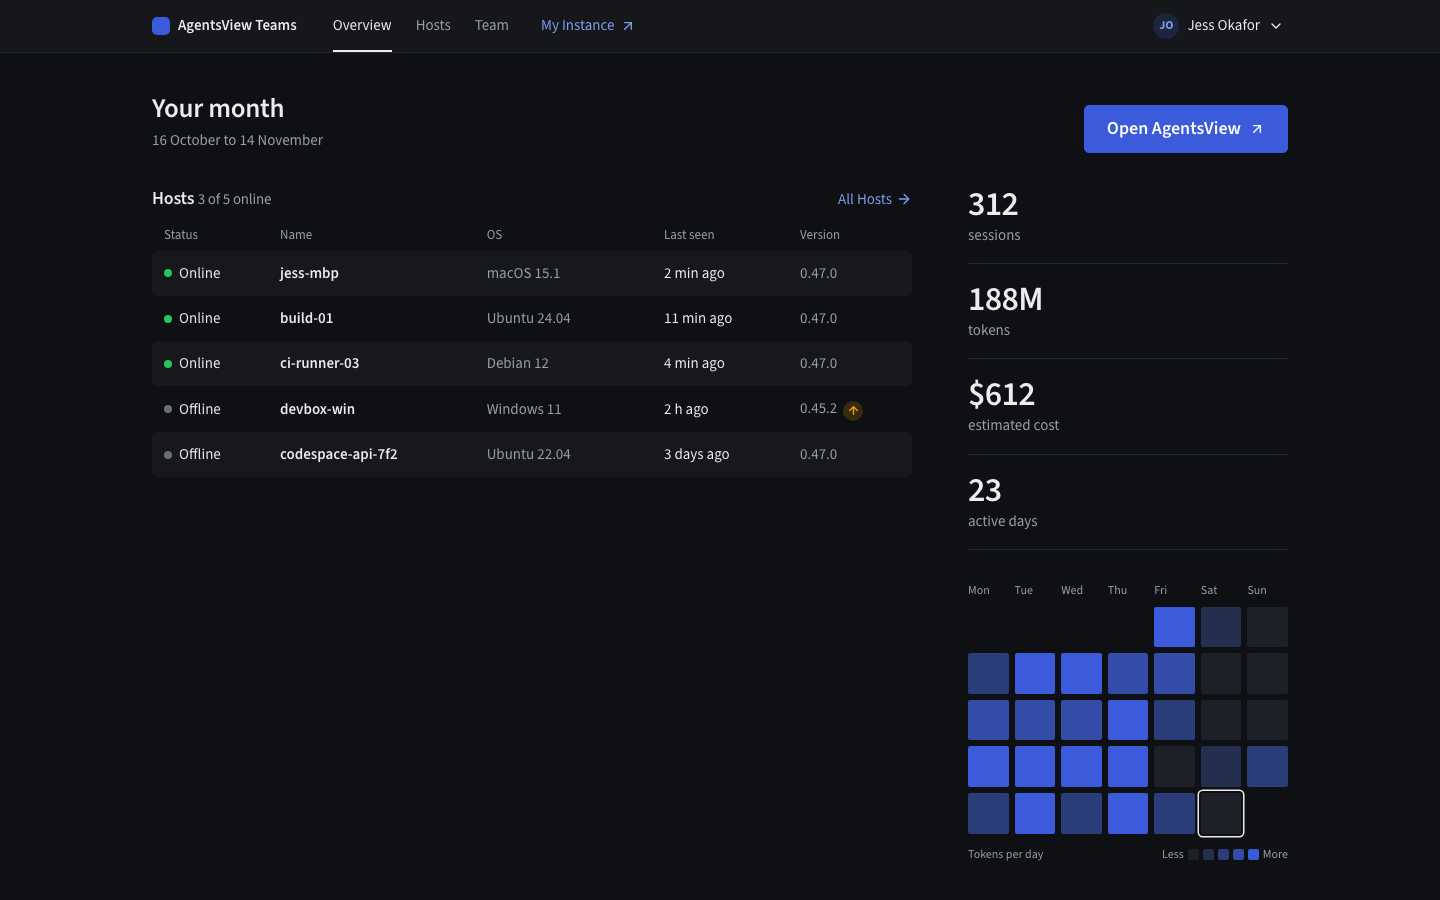 AgentsView Teams Overview Hosts Team My Instance JO Jess Okafor
Your month
16 October to 14 November
Open AgentsView
Hosts 3 of 5 online All Hosts
Status Name OS Last seen Version
Online jess-mbp macOS 15.1 2 min ago 0.47.0
Online build-01 Ubuntu 24.04 11 min ago 0.47.0
Online ci-runner-03 Debian 12 4 min ago 0.47.0
Offline devbox-win Windows 11 2 h ago 0.45.2
Offline codespace-api-7f2 Ubuntu 22.04 3 days ago 0.47.0
312
sessions
188M
tokens
$612
estimated cost
23
active days
Mon Tue Wed Thu Fri Sat Sun
Tokens per day Less More